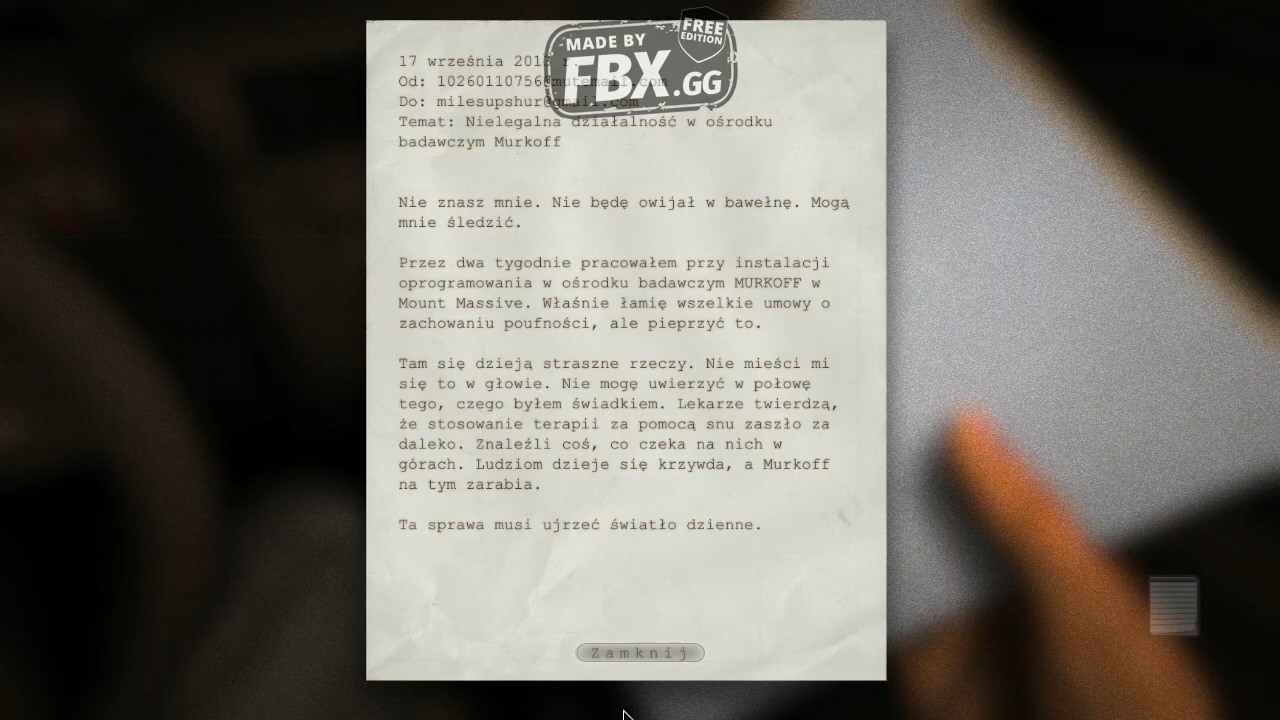 MADE BY
FBX.GG
FREE
EDITION
17 września 2013 r.
Od: 10260110756@mutemail.com
Do: milesupshur@gmail.com
Temat: Nielegalna działalność w ośrodku
badawczym Murkoff
Nie znasz mnie. Nie będę owijał w bawełnę. Mogą
mnie śledzić.
Przez dwa tygodnie pracowałem przy instalacji
oprogramowania w ośrodku badawczym MURKOFF w
Mount Massive. Właśnie łamię wszelkie umowy o
zachowaniu poufności, ale pieprzyć to.
Tam się dzieją straszne rzeczy. Nie mieści mi
się to w głowie. Nie mogę uwierzyć w połowę
tego, czego byłem świadkiem. Lekarze twierdzą,
że stosowanie terapii za pomocą snu zaszło za
daleko. Znaleźli coś, co czeka na nich w
górach. Ludziom dzieje się krzywda, a Murkoff
na tym zarabia.
Ta sprawa musi ujrzeć światło dzienne.
Zamknij